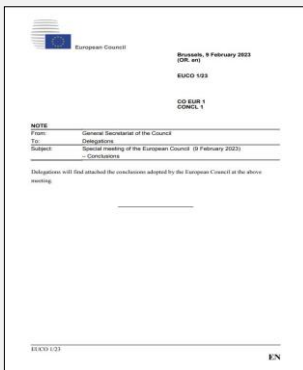 European Council
Brussels, 9 February 2023
(OR. en)
EUCO 1/23
CO EUR 1
CONCL 1
NOTE
From: General Secretariat of the Council
To: Delegations
Subject: Special meeting of the European Council (9 February 2023)
– Conclusions
Delegations will find attached the conclusions adopted by the European Council at the above
meeting.
EUCO 1/23
EN